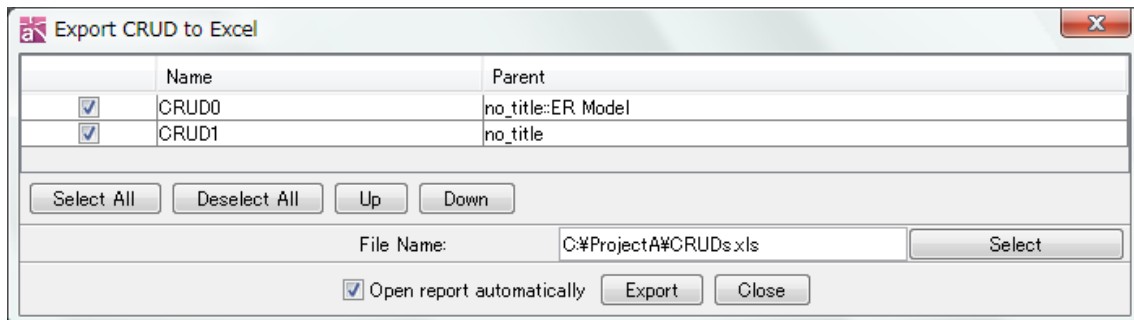 Export CRUD to Excel
Name Parent
CRUD0 no_title::ER Model
CRUD1 no_title
Select All Deselect All Up Down
File Name: C:¥ProjectA¥CRUDs.xls Select
Open report automatically Export Close